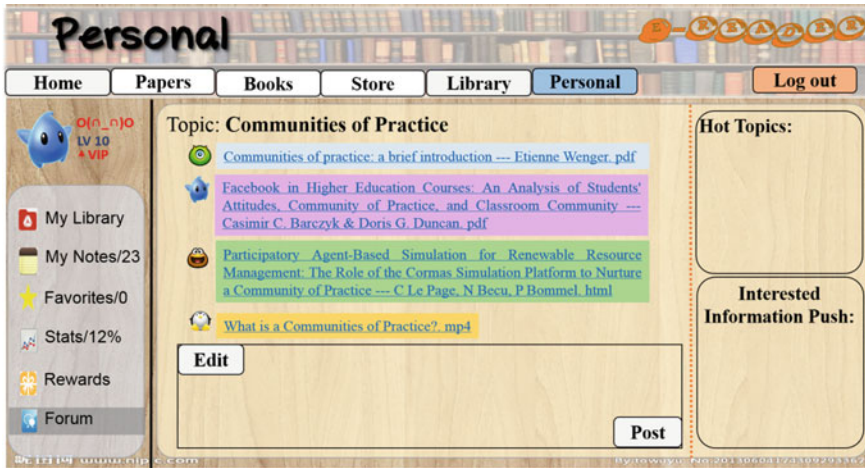 Personal
E-READER
Home
Papers
Books
Store
Library
Personal
Log out
O(∩_∩)O
LV 10
VIP
My Library
My Notes/23
Favorites/0
Stats/12%
Rewards
Forum
Topic: Communities of Practice
Communities of practice: a brief introduction --- Etienne Wenger. pdf
Facebook in Higher Education Courses: An Analysis of Students'
Attitudes, Community of Practice, and Classroom Community ---
Casimir C. Barczyk & Doris G. Duncan. pdf
Participatory Agent-Based Simulation for Renewable Resource
Management: The Role of the Cormas Simulation Platform to Nurture
a Community of Practice --- C Le Page, N Becu, P Bommel. html
What is a Communities of Practice?. mp4
Edit
Post
Hot Topics:
Interested
Information Push: